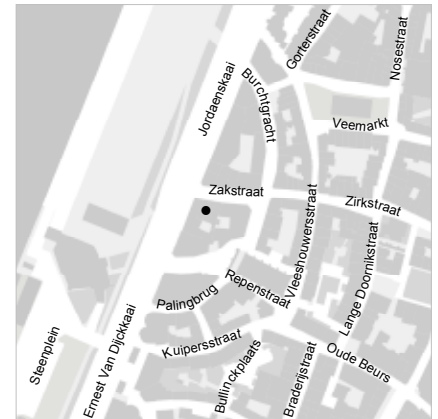 Gorterstraat
Nosestraat
Jordaenskaai
Burchtgracht
Veemarkt
Zakstraat
Zirkstraat
Vleeshouwersstraat
Lange Doornikstraat
Repenstraat
Palingbrug
Ernest Van Dijckkaai
Steenplein
Kuipersstraat
Bullinckplaats
Braderijstraat
Oude Beurs